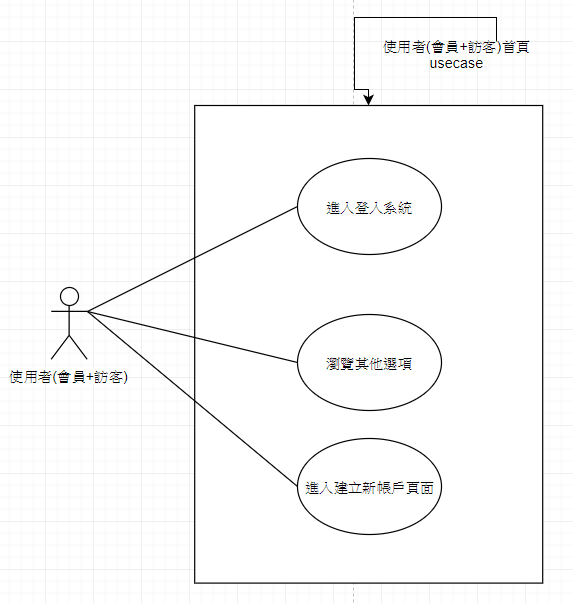 使用者(會員+訪客)首頁
usecase
進入登入系統
瀏覽其他選項
使用者(會員+訪客)
進入建立新帳戶頁面